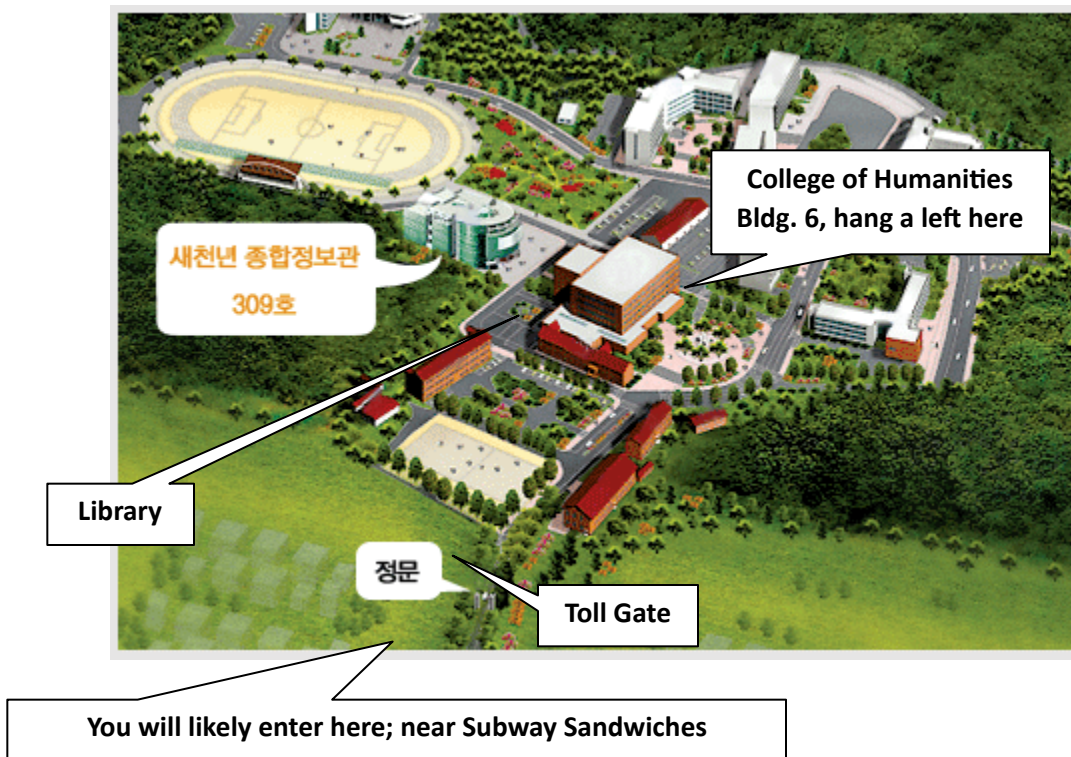 College of Humanities
Bldg. 6, hang a left here
새천년 종합정보관
309호
Library
정문
Toll Gate
You will likely enter here; near Subway Sandwiches